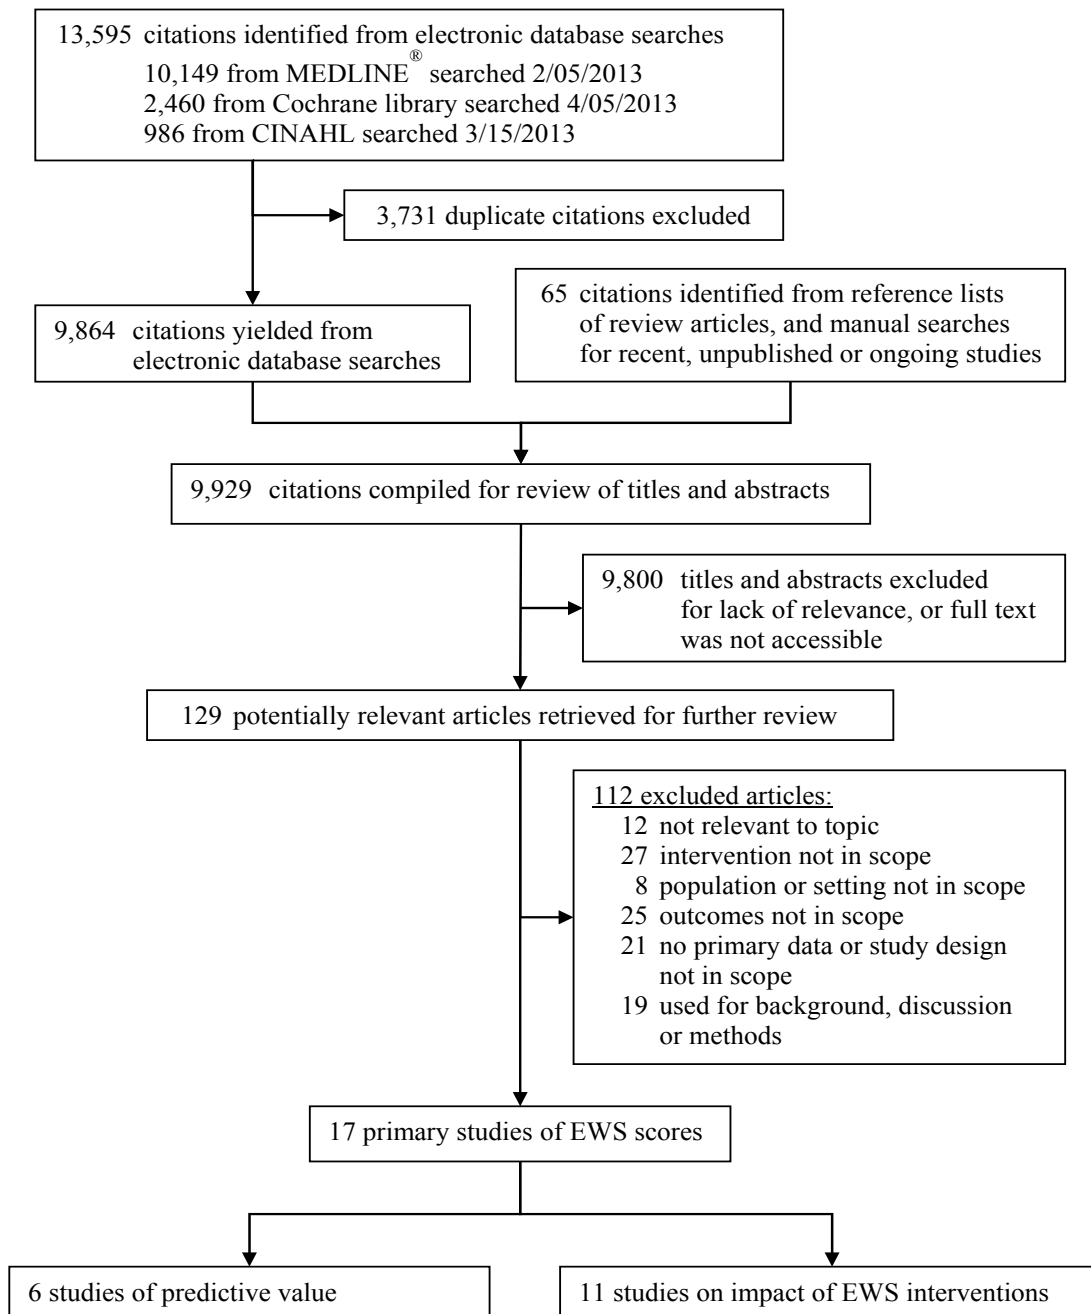 13,595 citations identified from electronic database searches
10,149 from MEDLINE® searched 2/05/2013
2,460 from Cochrane library searched 4/05/2013
986 from CINAHL searched 3/15/2013
3,731 duplicate citations excluded
9,864 citations yielded from
electronic database searches
65 citations identified from reference lists
of review articles, and manual searches
for recent, unpublished or ongoing studies
9,929 citations compiled for review of titles and abstracts
9,800 titles and abstracts excluded
for lack of relevance, or full text
was not accessible
129 potentially relevant articles retrieved for further review
112 excluded articles:
12 not relevant to topic
27 intervention not in scope
8 population or setting not in scope
25 outcomes not in scope
21 no primary data or study design
not in scope
19 used for background, discussion
or methods
17 primary studies of EWS scores
6 studies of predictive value
11 studies on impact of EWS interventions